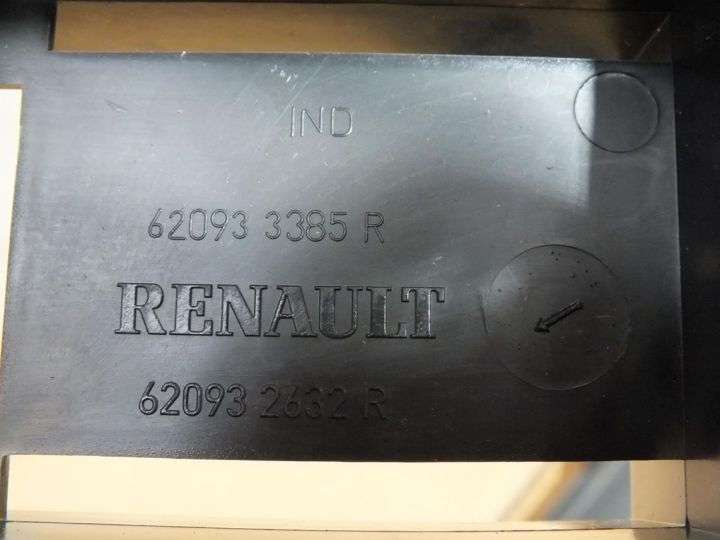 IND
62093 3385 R
RENAULT
62093 2632 R